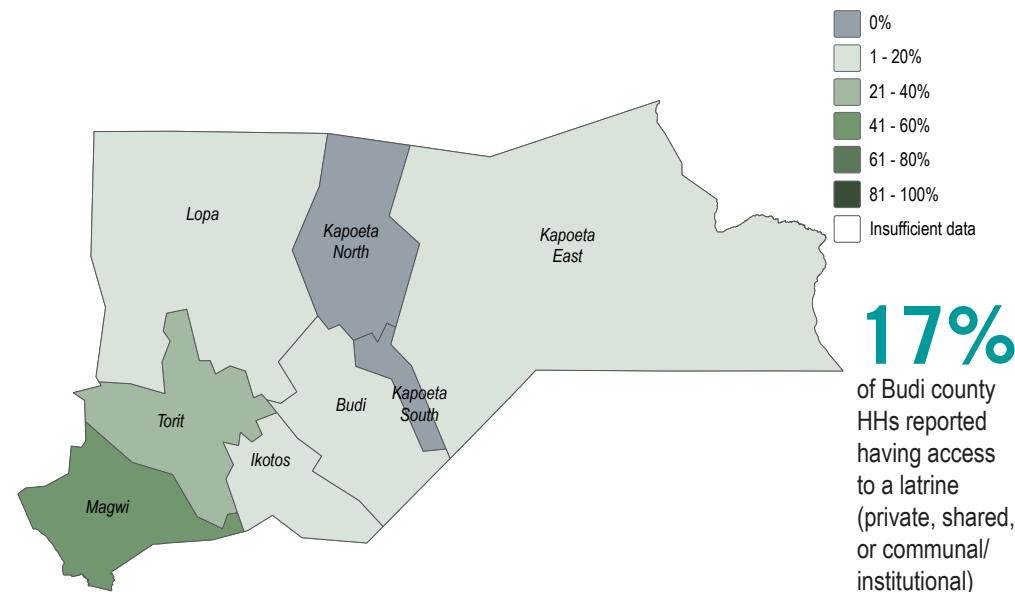 0%
1 - 20%
21 - 40%
41 - 60%
61 - 80%
81 - 100%
Insufficient data
Lopa
Kapoeta
North
Kapoeta
East
Kapoeta
South
Budi
Torit
Ikotos
Magwi
17%
of Budi county
HHs reported
having access
to a latrine
(private, shared,
or communal/
institutional)